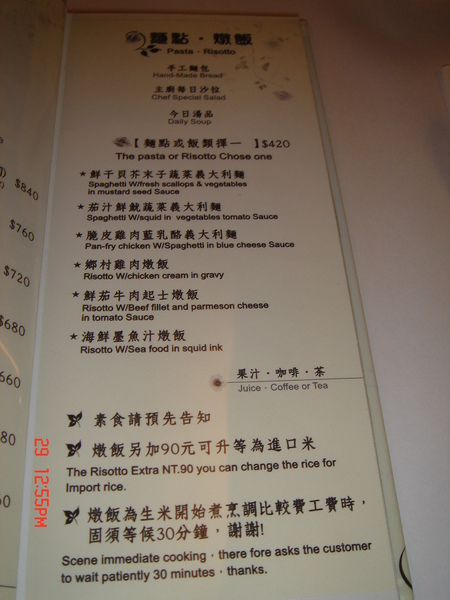 麵點 · 燉飯
Pasta · Risotto
手工麵包
Hand-Made Bread
主廚每日沙拉
Chef Special Salad
今日湯品
Daily Soup
【 麵點或飯類擇一 】$420
The pasta or Risotto Chose one
★ 鮮干貝芥末子蔬菜義大利麵
Spaghetti W/fresh scallops & vegetables
in mustard seed Sauce
★ 茄汁鮮魷蔬菜義大利麵
Spaghetti W/squid in vegetables tomato Sauce
★ 脆皮雞肉藍乳酪義大利麵
Pan-fry chicken W/Spaghetti in blue cheese Sauce
★ 鄉村雞肉燉飯
Risotto W/chicken cream in gravy
★ 鮮茄牛肉起士燉飯
Risotto W/Beef fillet and parmeson cheese
in tomato Sauce
★ 海鮮墨魚汁燉飯
Risotto W/Sea food in squid ink
果汁 · 咖啡 · 茶
Juice · Coffee or Tea
素食請預先告知
燉飯另加90元可升等為進口米
The Risotto Extra NT.90 you can change the rice for
Import rice.
燉飯為生米開始煮烹調比較費工費時，
固須等候30分鐘，謝謝!
Scene immediate cooking · there fore asks the customer
to wait patiently 30 minutes · thanks.
$840
$760
$720
$680
660
80
29 12:55PM